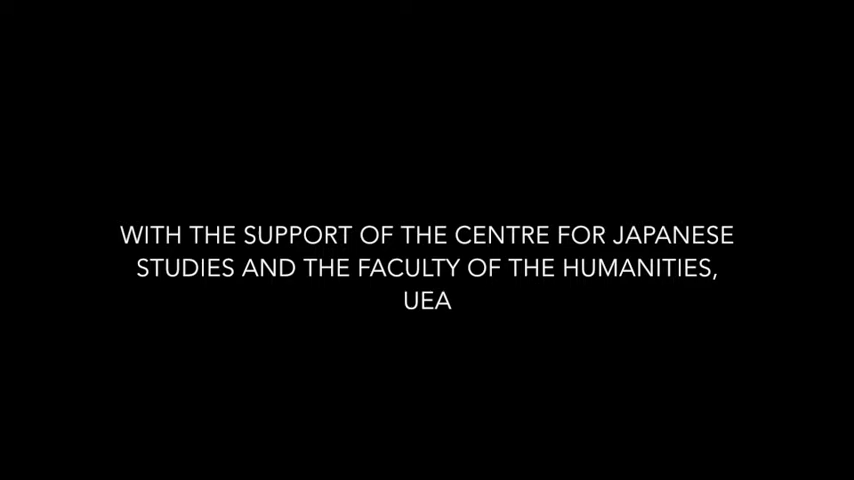 WITH THE SUPPORT OF THE CENTRE FOR JAPANESE
STUDIES AND THE FACULTY OF THE HUMANITIES,
UEA